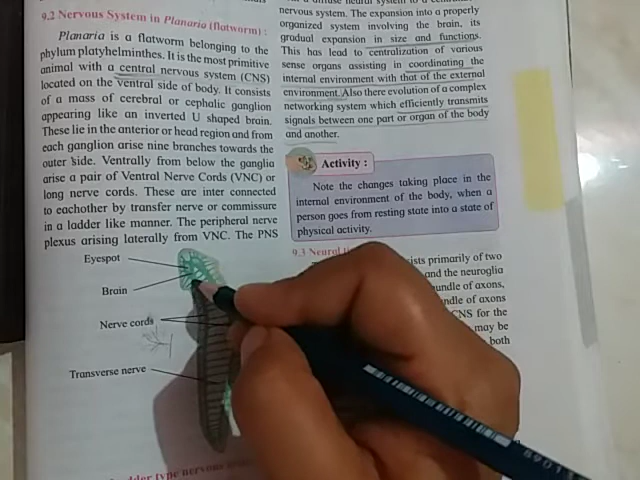 9.2 Nervous System in Planaria (flatworm) :
Planaria is a flatworm belonging to the
phylum platyhelminthes. It is the most primitive
animal with a central nervous system (CNS)
located on the ventral side of body. It consists
of a mass of cerebral or cephalic ganglion
appearing like an inverted U shaped brain.
These lie in the anterior or head region and from
each ganglion arise nine branches towards the
outer side. Ventrally from below the ganglia
arise a pair of Ventral Nerve Cords (VNC) or
long nerve cords. These are inter connected
to eachother by transfer nerve or commissure
in a ladder like manner. The peripheral nerve
plexus arising laterally from VNC. The PNS
Eyespot
Brain
Nerve cords
Transverse nerve
nervous system. The expansion into a properly
organized system involving the brain, its
gradual expansion in size and functions.
This has lead to centralization of various
sense organs assisting in coordinating the
internal environment with that of the external
environment. Also there evolution of a complex
networking system which efficiently transmits
signals between one part or organ of the body
and another.
Activity :
Note the changes taking place in the
internal environment of the body, when a
person goes from resting state into a state of
physical activity.
9.3 Neural
primarily of two
and the neuroglia
of axons,
of axons
CNS for the
may be
both